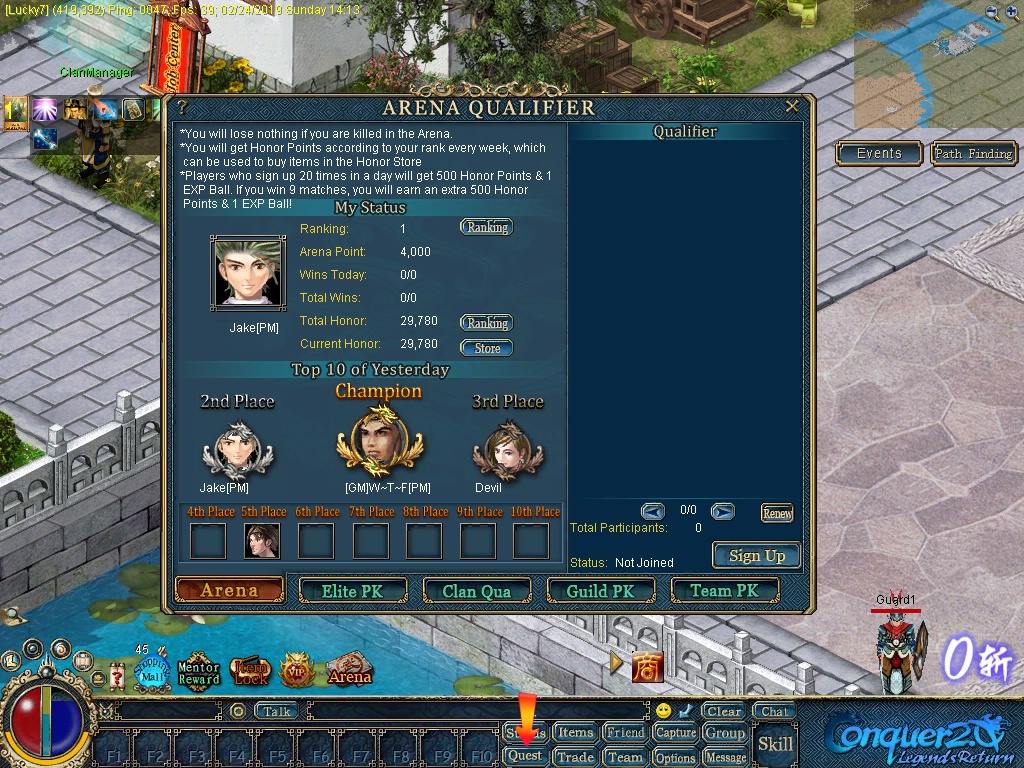 [Lucky7] (419,392) Ping: 0047, Fps: 39, 02/24/2019 Sunday 14:13
Job Center
ClanManager
ARENA QUALIFIER
? 
*You will lose nothing if you are killed in the Arena.
*You will get Honor Points according to your rank every week, which
can be used to buy items in the Honor Store
*Players who sign up 20 times in a day will get 500 Honor Points & 1
EXP Ball. If you win 9 matches, you will earn an extra 500 Honor
Points & 1 EXP Ball!
My Status
Ranking: 1 Ranking
Arena Point: 4,000
Wins Today: 0/0
Total Wins: 0/0
Total Honor: 29,780 Ranking
Current Honor: 29,780 Store
Jake[PM]
Top 10 of Yesterday
2nd Place Champion 3rd Place
Jake[PM] [GM]W~T~F[PM] Devil
4th Place 5th Place 6th Place 7th Place 8th Place 9th Place 10th Place
Qualifier
0/0 Renew
Total Participants: 0
Status: Not Joined Sign Up
Arena Elite PK Clan Qua Guild PK Team PK
Events Path Finding
Guard1
0斩
45
Shopping Mall
Mentor Reward
Item Lock
VIP
Arena
商
Talk Clear Chat
F1 F2 F3 F4 F5 F6 F7 F8 F9 F10
Items Friend Capture Group
Quest Trade Team Options Message
Skill
Conquer2.0
Legends Return